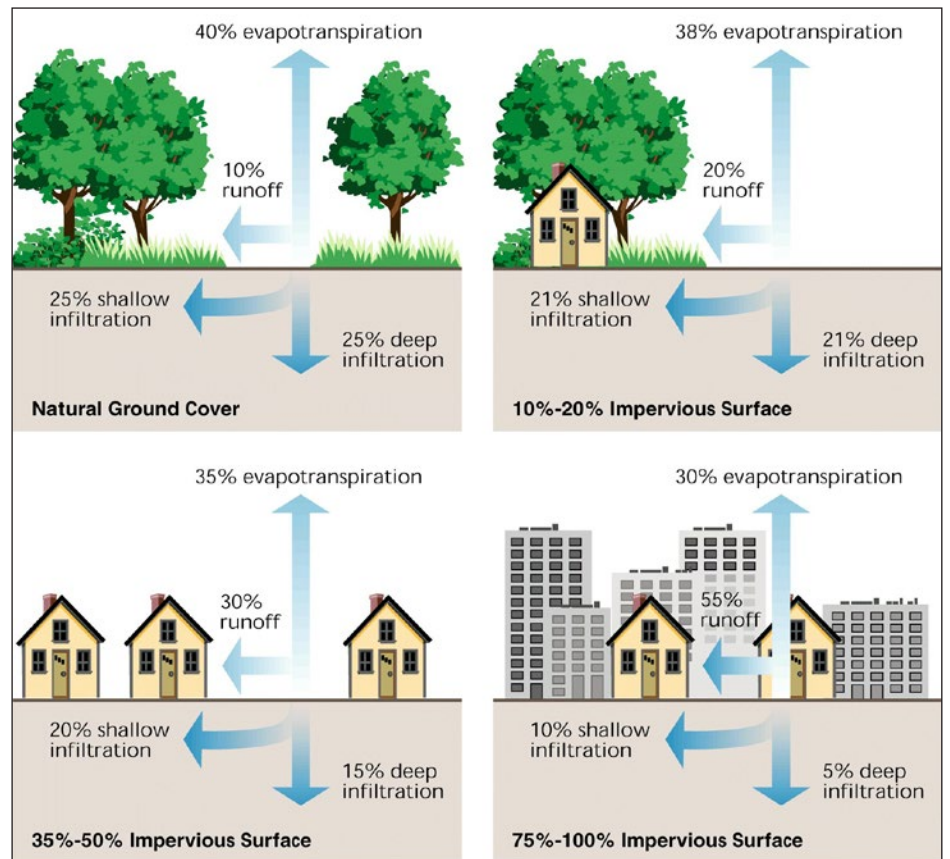 40% evapotranspiration
10%
runoff
25% shallow
infiltration
25% deep
infiltration
Natural Ground Cover
38% evapotranspiration
20%
runoff
21% shallow
infiltration
21% deep
infiltration
10%-20% Impervious Surface
35% evapotranspiration
30%
runoff
20% shallow
infiltration
15% deep
infiltration
35%-50% Impervious Surface
30% evapotranspiration
55%
runoff
10% shallow
infiltration
5% deep
infiltration
75%-100% Impervious Surface